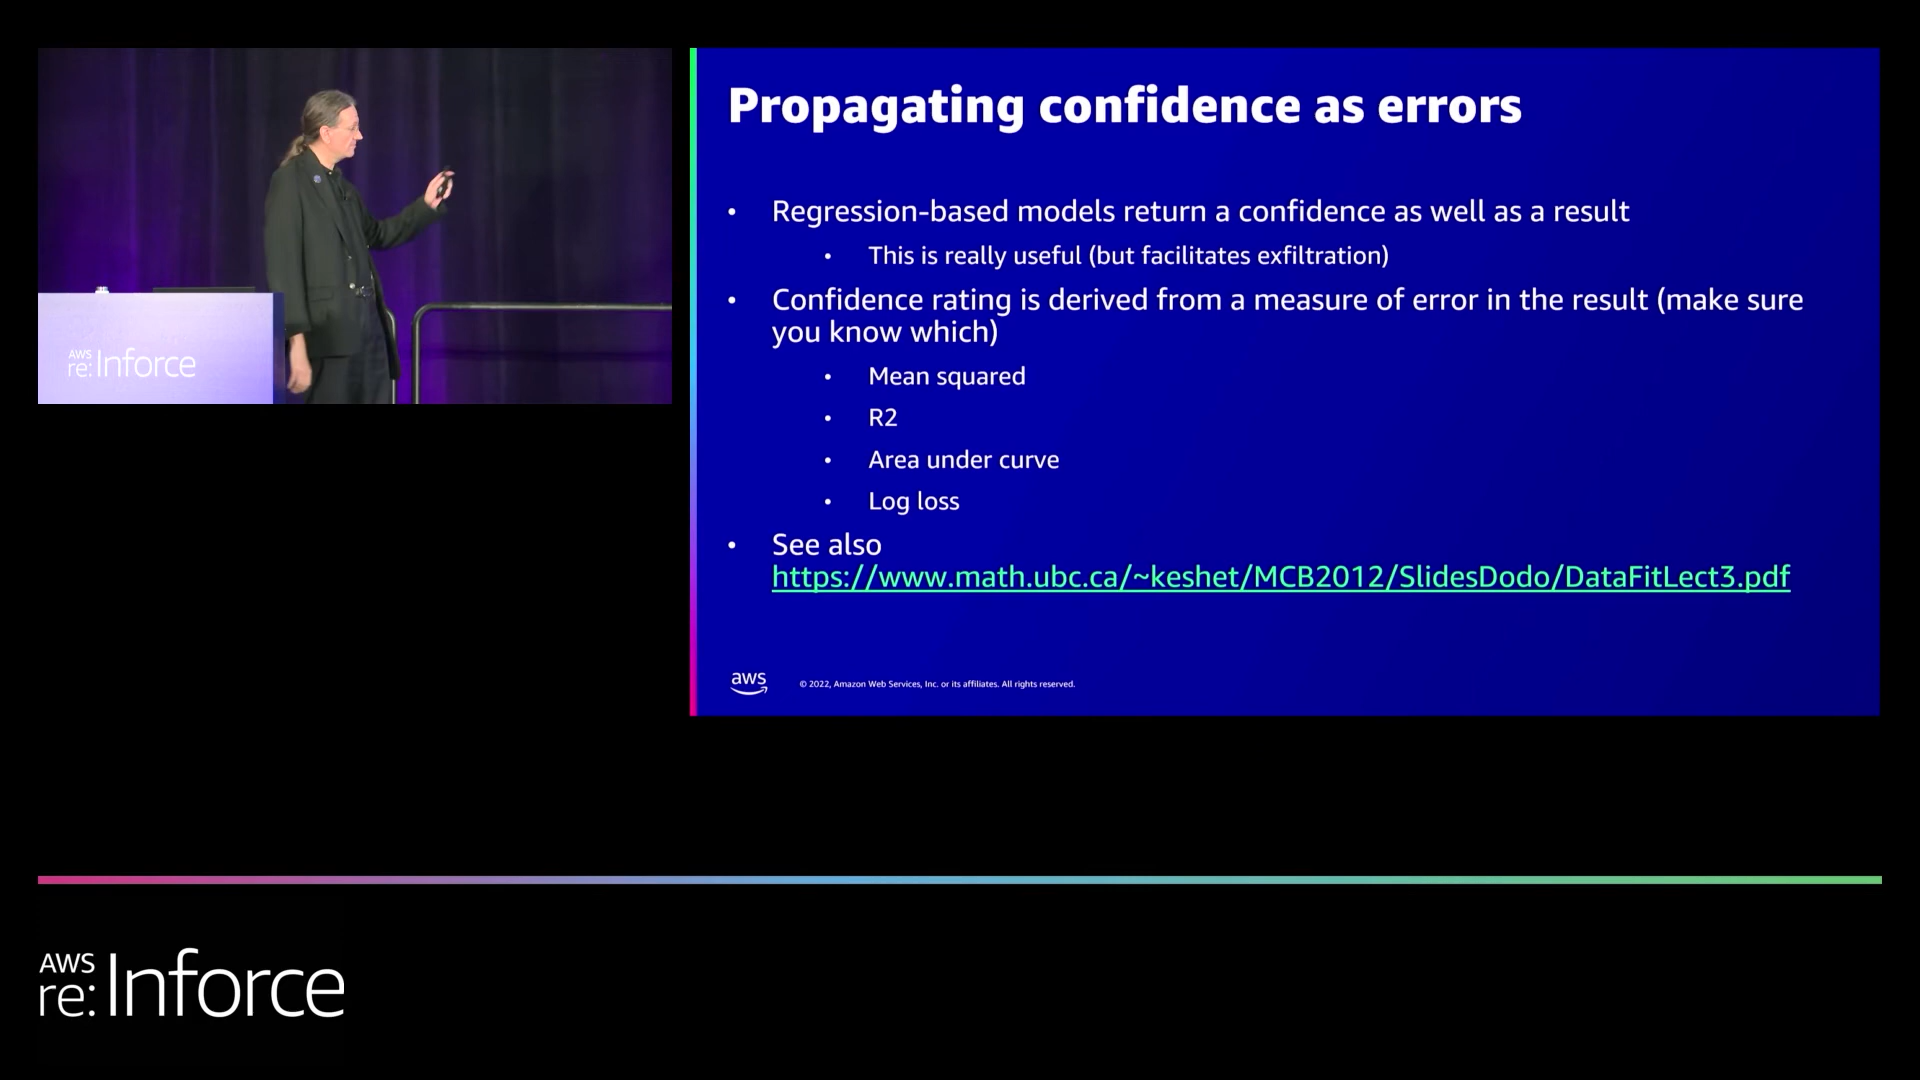 AWS
re:Inforce
Propagating confidence as errors
• Regression-based models return a confidence as well as a result
• This is really useful (but facilitates exfiltration)
• Confidence rating is derived from a measure of error in the result (make sure
you know which)
• Mean squared
• R2
• Area under curve
• Log loss
• See also
https://www.math.ubc.ca/~keshet/MCB2012/SlidesDodo/DataFitLect3.pdf
aws
© 2022, Amazon Web Services, Inc. or its affiliates. All rights reserved.
AWS
re:Inforce